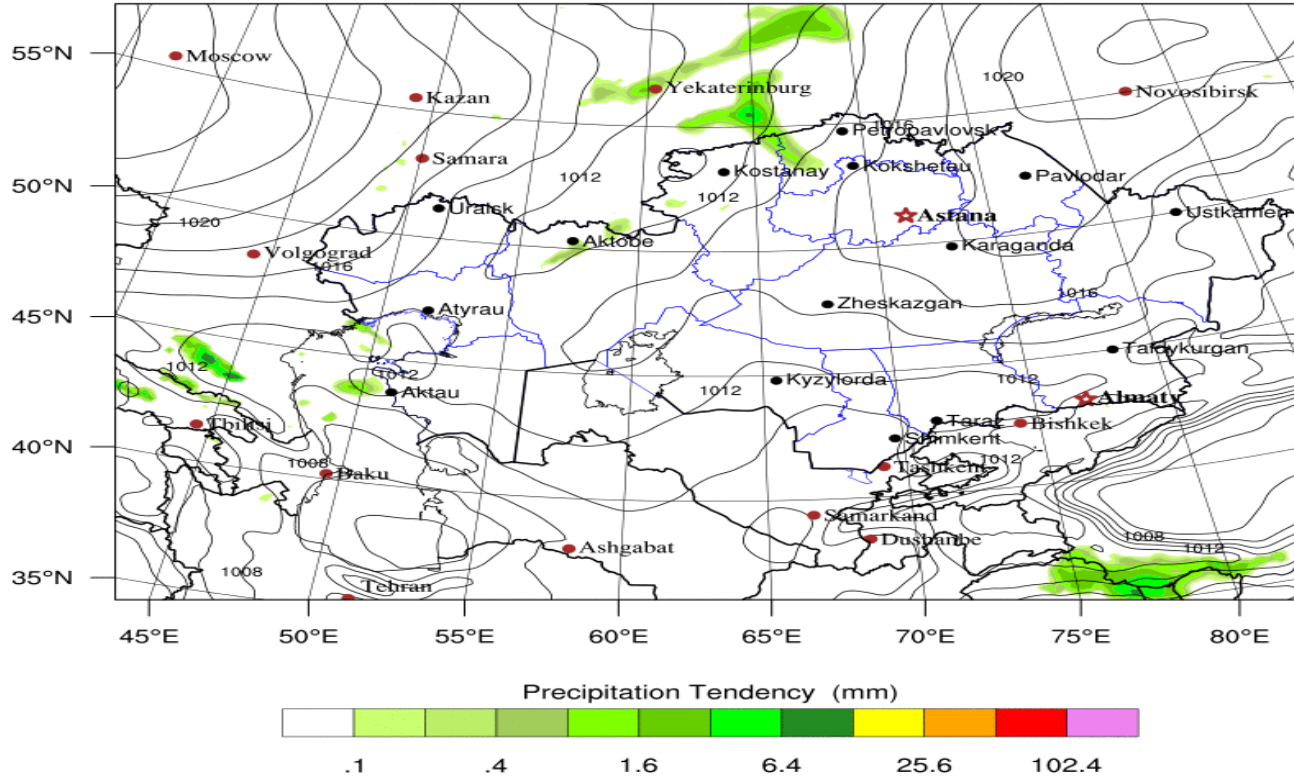 55°N
50°N
45°N
40°N
35°N
Moscow
Kazan
Yekaterinburg
1020
Novosibirsk
1016
Petropavlovsk
Samara
Kostanay
Kokshetau
Pavlodar
1012
1012
Uralsk
Astana
Ustkamen
1020
Aktobe
Karaganda
Volgograd
1016
Atyrau
Zheskazgan
1016
Taldykurgan
1012
1012
Aktau
1012
Kyzylorda
1012
Almaty
Tbilisi
Taraz
Bishkek
Shimkent
1008
Baku
Tashkent
1012
Samarkand
Ashgabat
Dushanbe
1008
1012
1008
Tehran
45°E 50°E 55°E 60°E 65°E 70°E 75°E 80°E
Precipitation Tendency (mm)
.1 .4 1.6 6.4 25.6 102.4